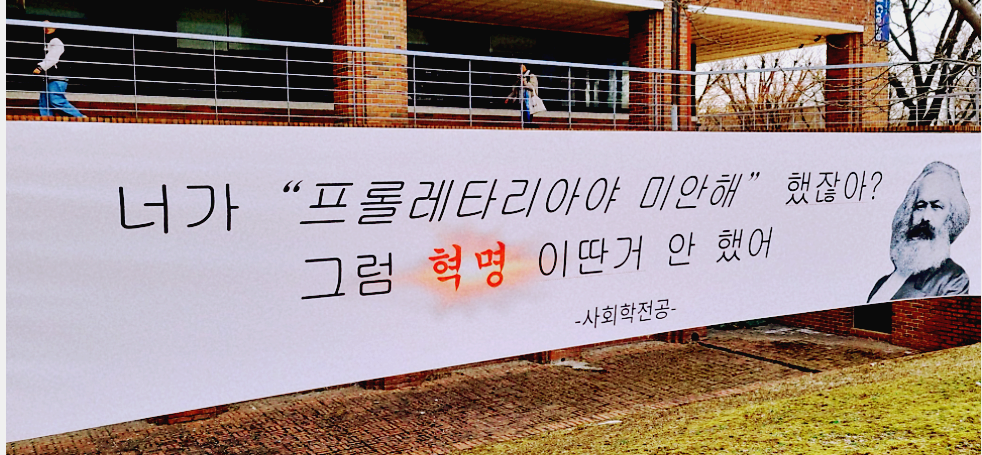 너가 “프롤레타리아야 미안해” 했잖아?
그럼 혁명 이딴거 안 했어
-사회학전공-